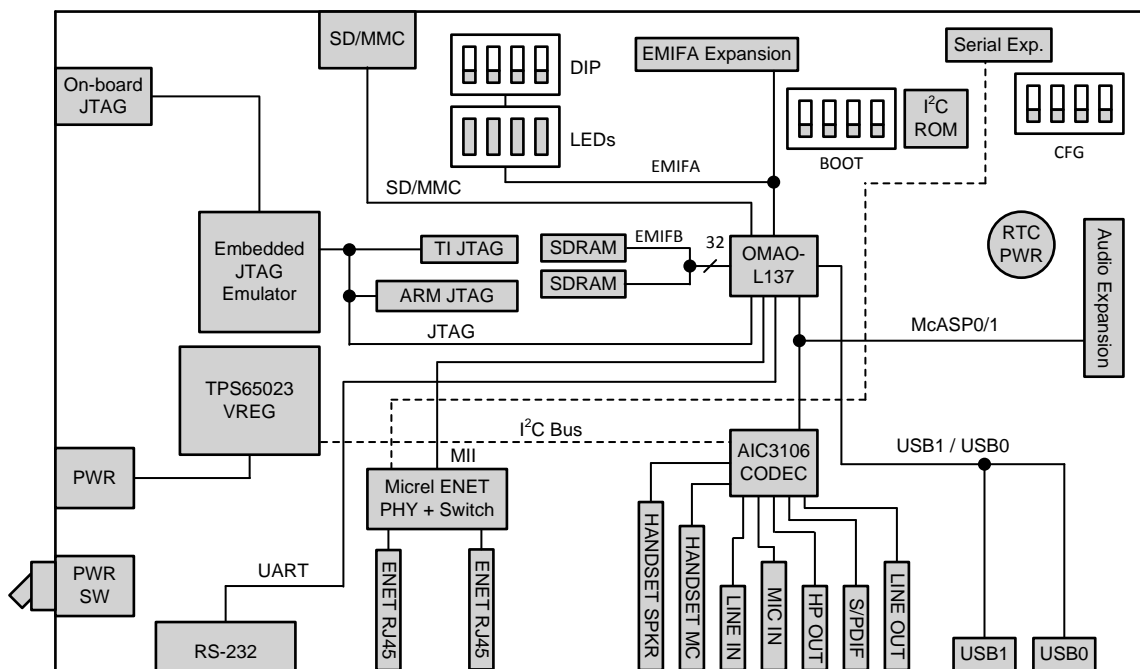 SD/MMC
EMIFA Expansion
Serial Exp.
On-board
JTAG
DIP
LEDs
I²C
ROM
BOOT
CFG
EMIFA
SD/MMC
Embedded
JTAG
Emulator
TI JTAG
ARM JTAG
JTAG
SDRAM
SDRAM
EMIFB
32
OMAO-
L137
RTC
PWR
Audio Expansion
McASP0/1
TPS65023
VREG
I²C Bus
MII
AIC3106
CODEC
USB1 / USB0
PWR
Micrel ENET
PHY + Switch
PWR
SW
UART
RS-232
ENET RJ45
ENET RJ45
HANDSET SPKR
HANDSET MC
LINE IN
MIC IN
HP OUT
S/PDIF
LINE OUT
USB1
USB0